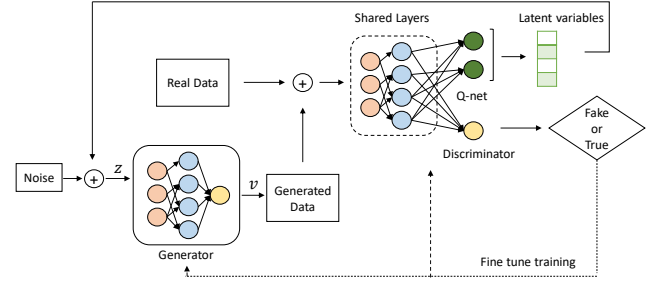 Shared Layers
Latent variables
Real Data
+
Q-net
Fake
or
True
Discriminator
Noise
+
z
v
Generated
Data
Generator
Fine tune training